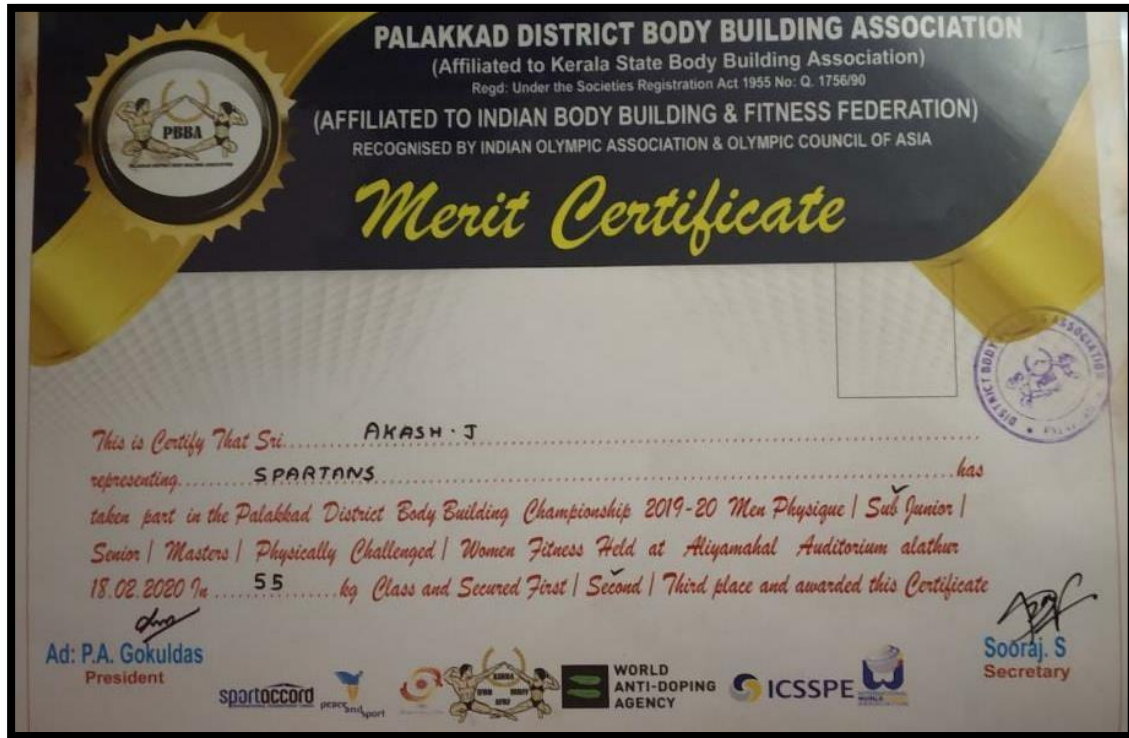 PALAKKAD DISTRICT BODY BUILDING ASSOCIATION
(Affiliated to Kerala State Body Building Association)
Regd: Under the Societies Registration Act 1955 No: Q. 1756/90
(AFFILIATED TO INDIAN BODY BUILDING & FITNESS FEDERATION)
RECOGNISED BY INDIAN OLYMPIC ASSOCIATION & OLYMPIC COUNCIL OF ASIA
PBBA
Merit Certificate
DISTRICT BODY ASSOCIATION
This is Certify That Sri AKASH . J
representing SPARTANS has
taken part in the Palakkad District Body Building Championship 2019-20 Men Physique | Sub Junior |
Senior | Masters | Physically Challenged | Women Fitness Held at Aliyamahal Auditorium alathur
18.02.2020 In 55 kg Class and Secured First | Second | Third place and awarded this Certificate
Ad: P.A. Gokuldas
President
Sooraj. S
Secretary
sportaccord
peace and sport
WORLD
ANTI-DOPING
AGENCY
ICSSPE